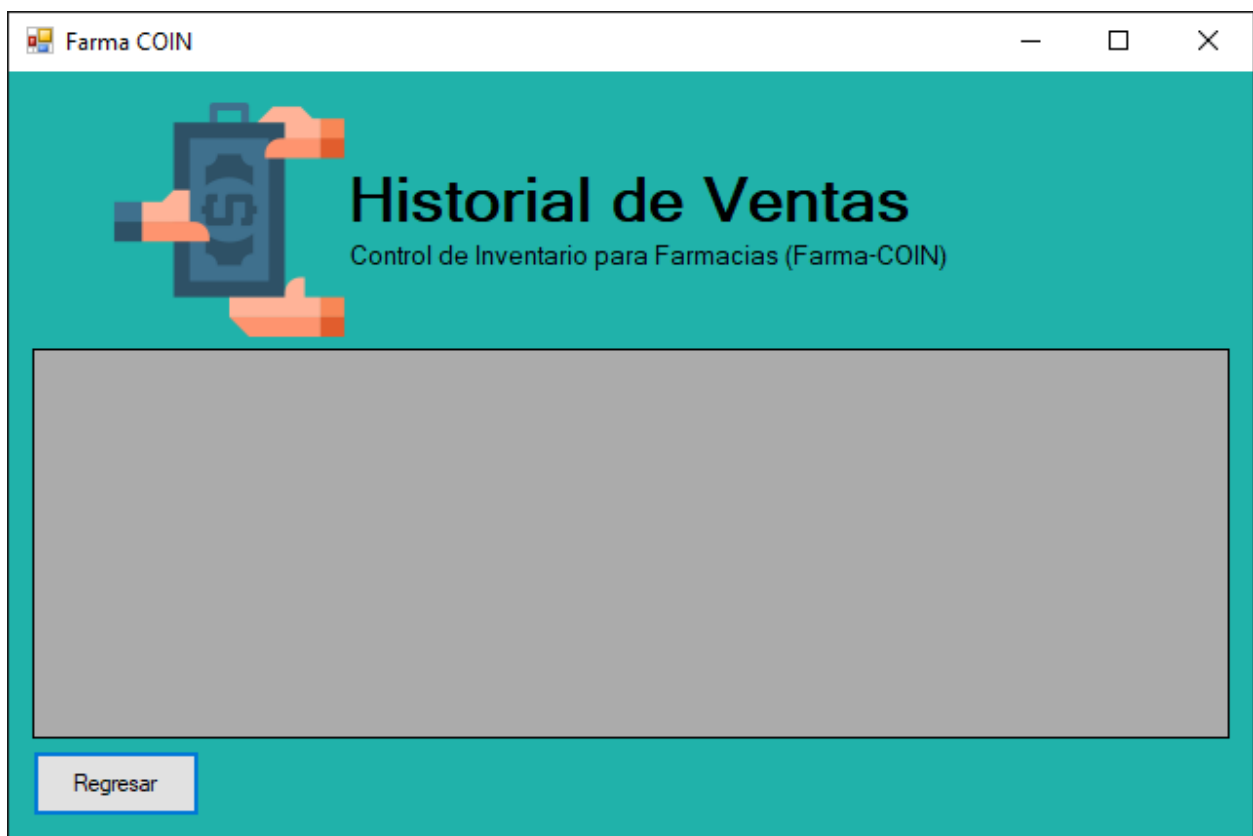 Farma COIN
Historial de Ventas
Control de Inventario para Farmacias (Farma-COIN)
Regresar